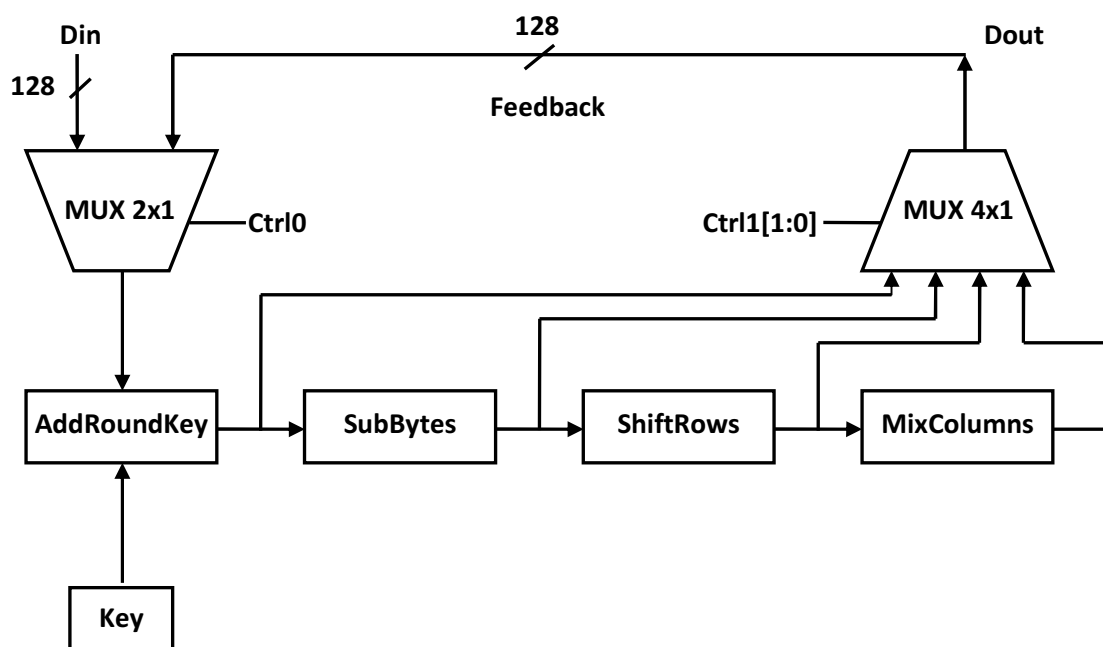 Din
128
Dout
128
Feedback
MUX 2x1
Ctrl0
Ctrl1[1:0]
MUX 4x1
AddRoundKey
SubBytes
ShiftRows
MixColumns
Key